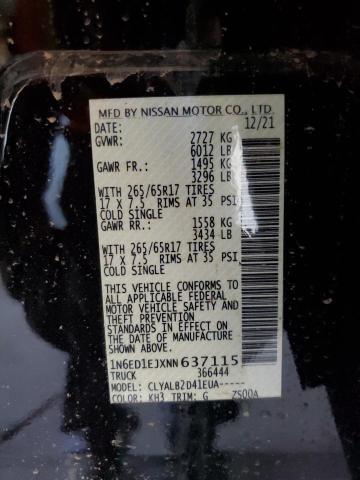 MFD BY NISSAN MOTOR CO., LTD.
DATE: 12/21
GVWR: 2727 KG
6012 LB
GAWR FR.: 1495 KG
3296 LB
WITH 265/65R17 TIRES
17 X 7.5 RIMS AT 35 PSI
COLD SINGLE
GAWR RR.: 1558 KG
3434 LB
WITH 265/65R17 TIRES
17 X 7.5 RIMS AT 35 PSI
COLD SINGLE
THIS VEHICLE CONFORMS TO
ALL APPLICABLE FEDERAL
MOTOR VEHICLE SAFETY AND
THEFT PREVENTION
STANDARDS IN EFFECT ON
THE DATE OF MANUFACTURE
SHOWN ABOVE.
1N6ED1EJXNN637115
TRUCK 366444
MODEL: CLYALB2D41EUA-----
COLOR: KH3 TRIM: G ZS00A